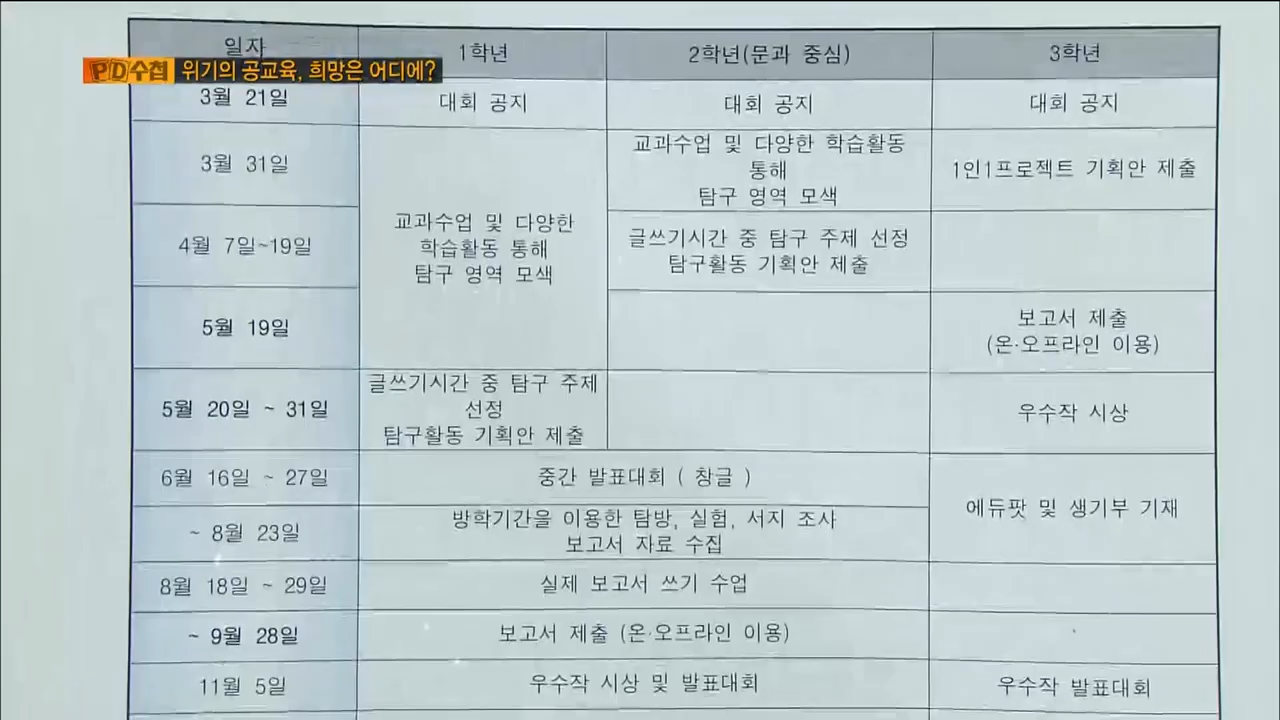 일자 1학년 2학년(문과 중심) 3학년
PD수첩 위기의 공교육, 희망은 어디에?
3월 21일 대회 공지 대회 공지 대회 공지
3월 31일
교과수업 및 다양한
학습활동 통해
탐구 영역 모색
교과수업 및 다양한 학습활동
통해
탐구 영역 모색
1인1프로젝트 기획안 제출
4월 7일~19일
글쓰기시간 중 탐구 주제 선정
탐구활동 기획안 제출
5월 19일
보고서 제출
(온·오프라인 이용)
5월 20일 ~ 31일
글쓰기시간 중 탐구 주제
선정
탐구활동 기획안 제출
우수작 시상
6월 16일 ~ 27일 중간 발표대회 ( 창글 )
에듀팟 및 생기부 기재
~ 8월 23일
방학기간을 이용한 탐방, 실험, 서지 조사
보고서 자료 수집
8월 18일 ~ 29일 실제 보고서 쓰기 수업
~ 9월 28일 보고서 제출 (온·오프라인 이용)
11월 5일 우수작 시상 및 발표대회 우수작 발표대회